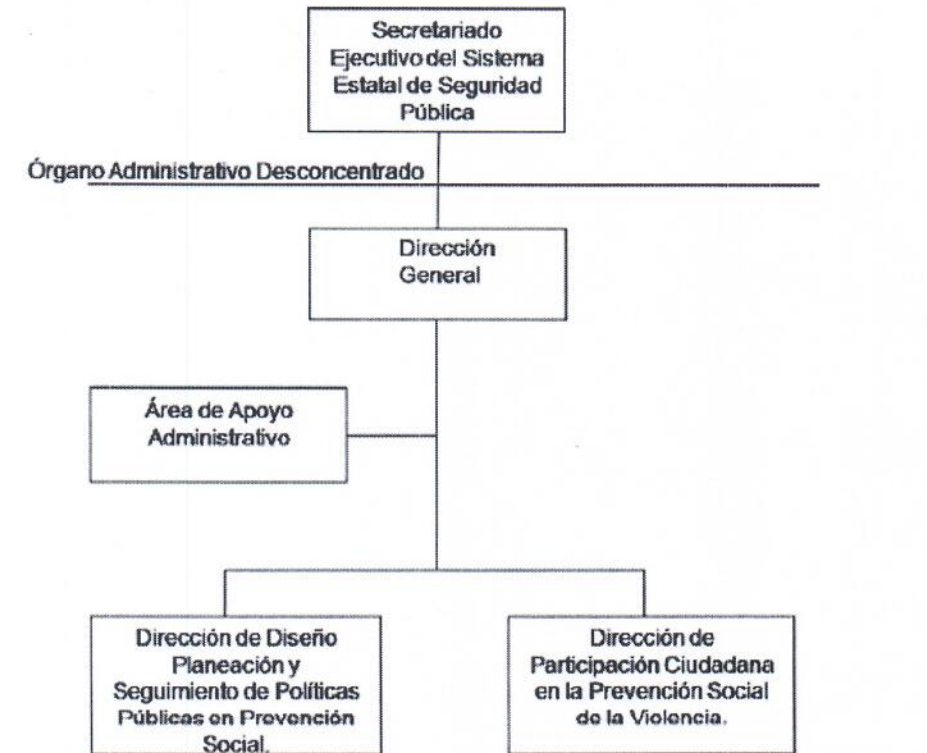 Secretariado
Ejecutivo del Sistema
Estatal de Seguridad
Pública
Órgano Administrativo Desconcentrado
Dirección
General
Área de Apoyo
Administrativo
Dirección de Diseño
Planeación y
Seguimiento de Políticas
Públicas en Prevención
Social.
Dirección de
Participación Ciudadana
en la Prevención Social
de la Violencia.